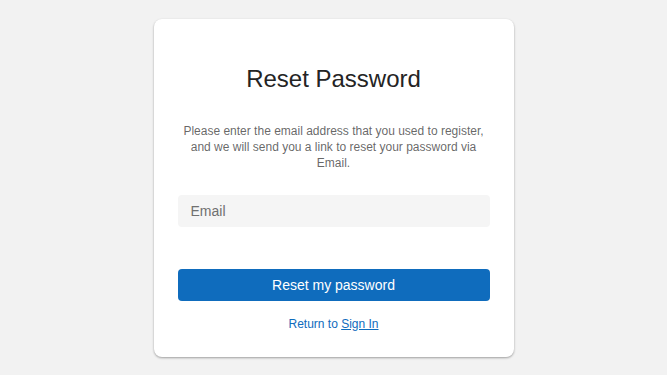 Reset Password
Please enter the email address that you used to register,
and we will send you a link to reset your password via
Email.
Email
Reset my password
Return to Sign In